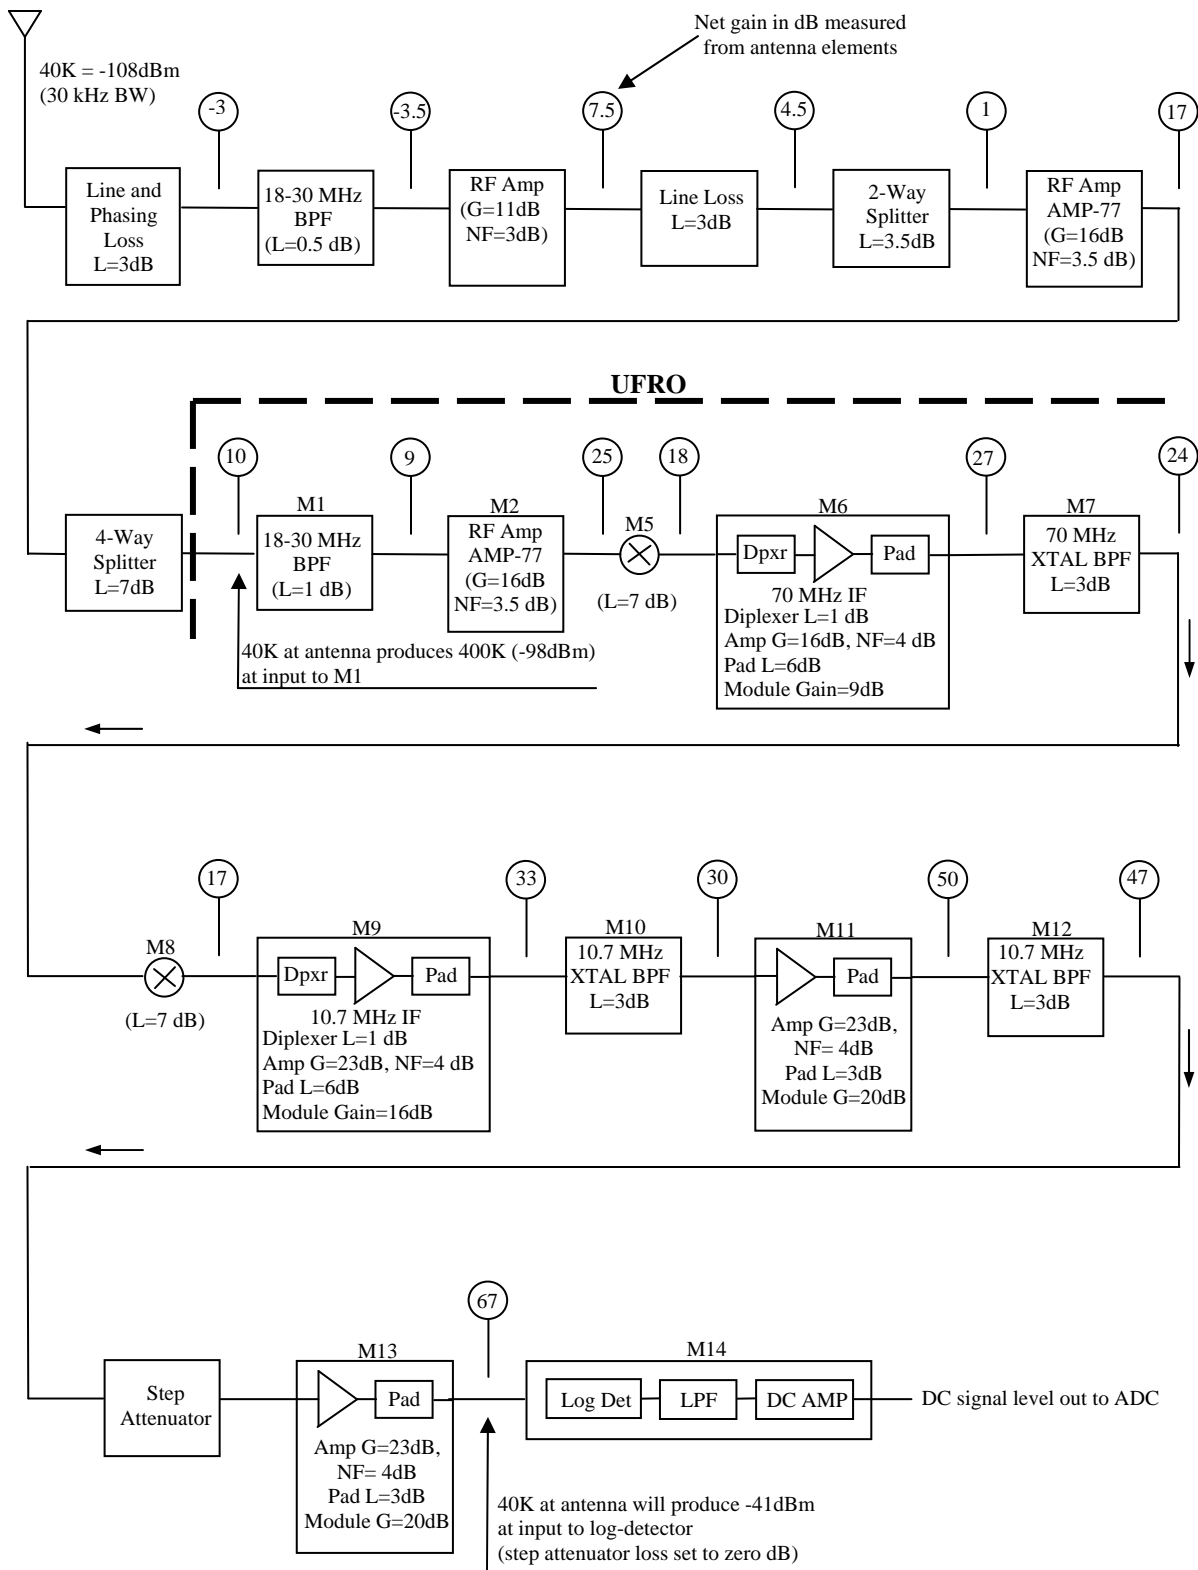 Net gain in dB measured
from antenna elements
40K = -108dBm
(30 kHz BW)
-3
-3.5
7.5
4.5
1
17
Line and
Phasing
Loss
L=3dB
18-30 MHz
BPF
(L=0.5 dB)
RF Amp
(G=11dB
NF=3dB)
Line Loss
L=3dB
2-Way
Splitter
L=3.5dB
RF Amp
AMP-77
(G=16dB
NF=3.5 dB)
UFRO
10
9
25
18
27
24
4-Way
Splitter
L=7dB
M1
18-30 MHz
BPF
(L=1 dB)
M2
RF Amp
AMP-77
(G=16dB
NF=3.5 dB)
M5
(L=7 dB)
M6
Dpxr
Pad
70 MHz IF
Diplexer L=1 dB
Amp G=16dB, NF=4 dB
Pad L=6dB
Module Gain=9dB
M7
70 MHz
XTAL BPF
L=3dB
40K at antenna produces 400K (-98dBm)
at input to M1
17
33
30
50
47
M8
(L=7 dB)
M9
Dpxr
Pad
10.7 MHz IF
Diplexer L=1 dB
Amp G=23dB, NF=4 dB
Pad L=6dB
Module Gain=16dB
M10
10.7 MHz
XTAL BPF
L=3dB
M11
Pad
Amp G=23dB,
NF= 4dB
Pad L=3dB
Module G=20dB
M12
10.7 MHz
XTAL BPF
L=3dB
67
Step
Attenuator
M13
Pad
Amp G=23dB,
NF= 4dB
Pad L=3dB
Module G=20dB
M14
Log Det
LPF
DC AMP
DC signal level out to ADC
40K at antenna will produce -41dBm
at input to log-detector
(step attenuator loss set to zero dB)